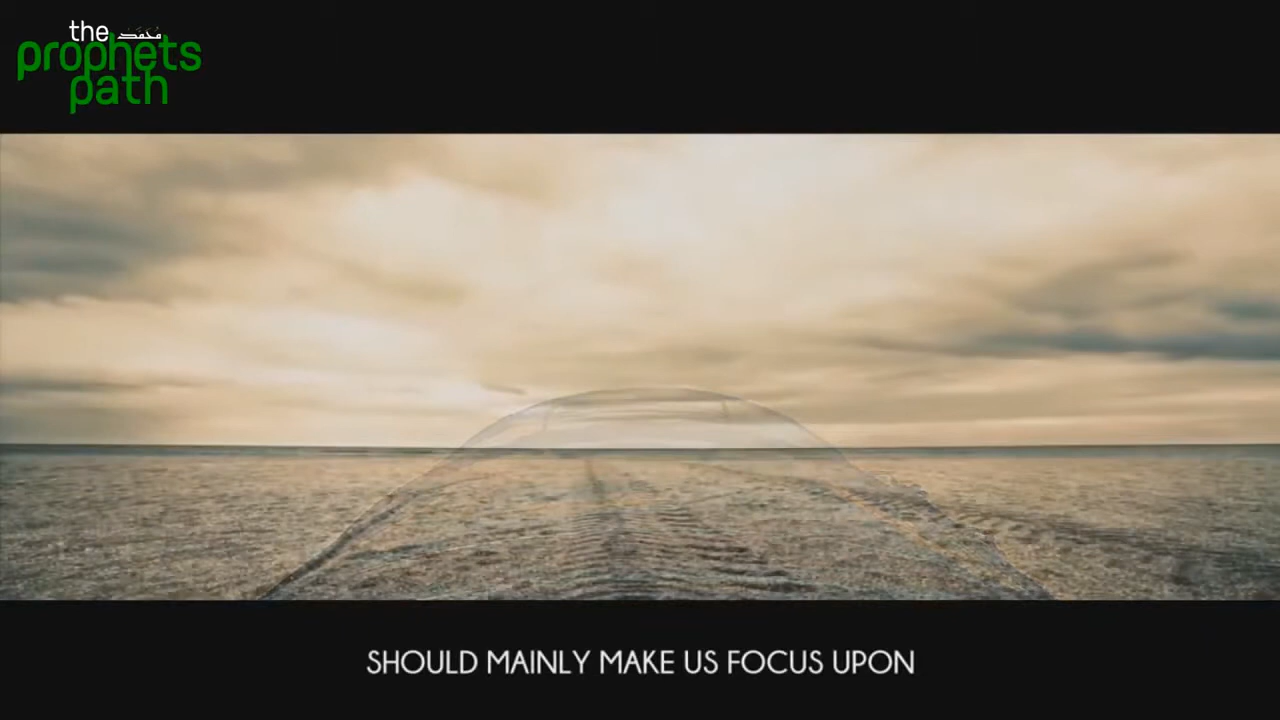 the مُحَمَّد
prophets
path
SHOULD MAINLY MAKE US FOCUS UPON